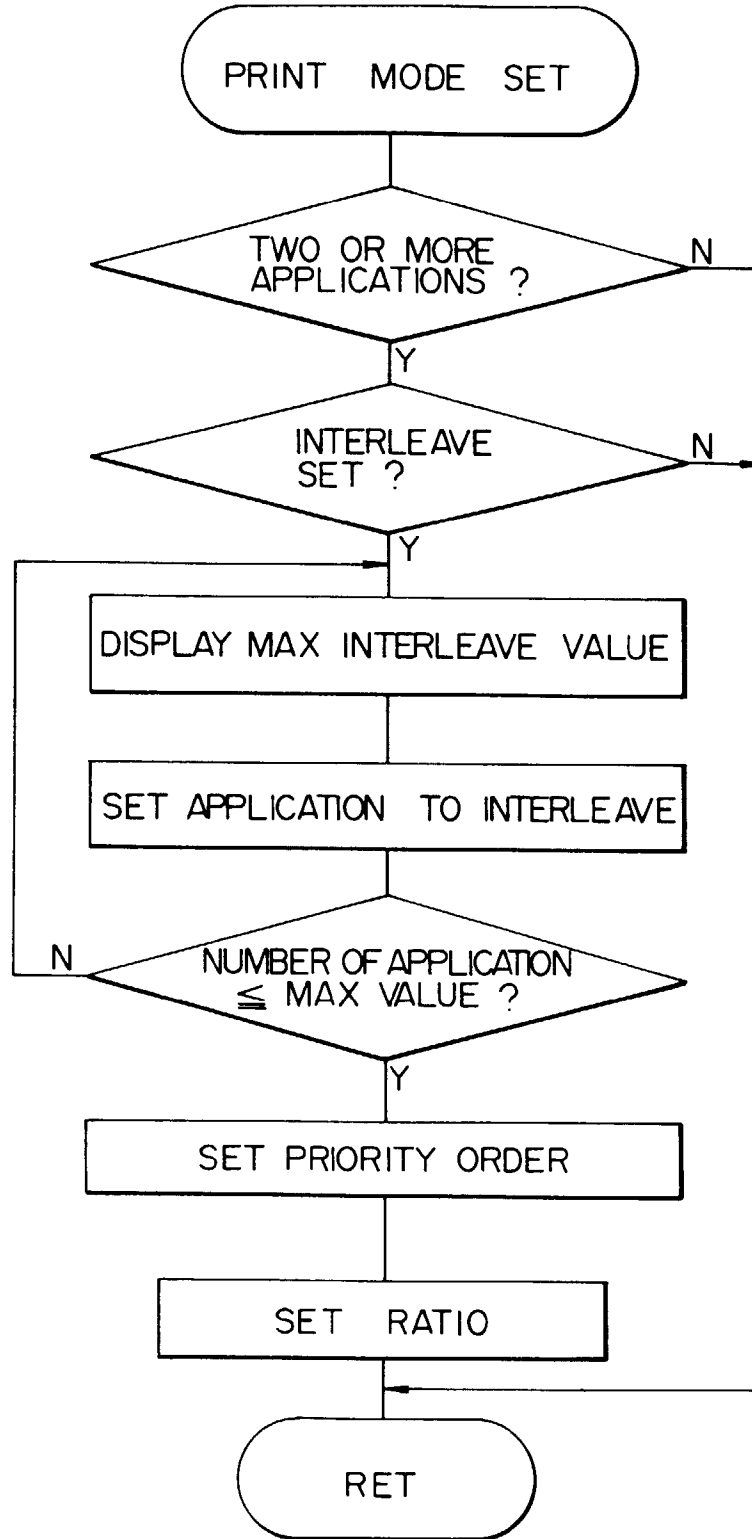 PRINT MODE SET
TWO OR MORE
APPLICATIONS ?
N
Y
INTERLEAVE
SET ?
N
Y
DISPLAY MAX INTERLEAVE VALUE
SET APPLICATION TO INTERLEAVE
NUMBER OF APPLICATION
≦ MAX VALUE ?
N
Y
SET PRIORITY ORDER
SET RATIO
RET